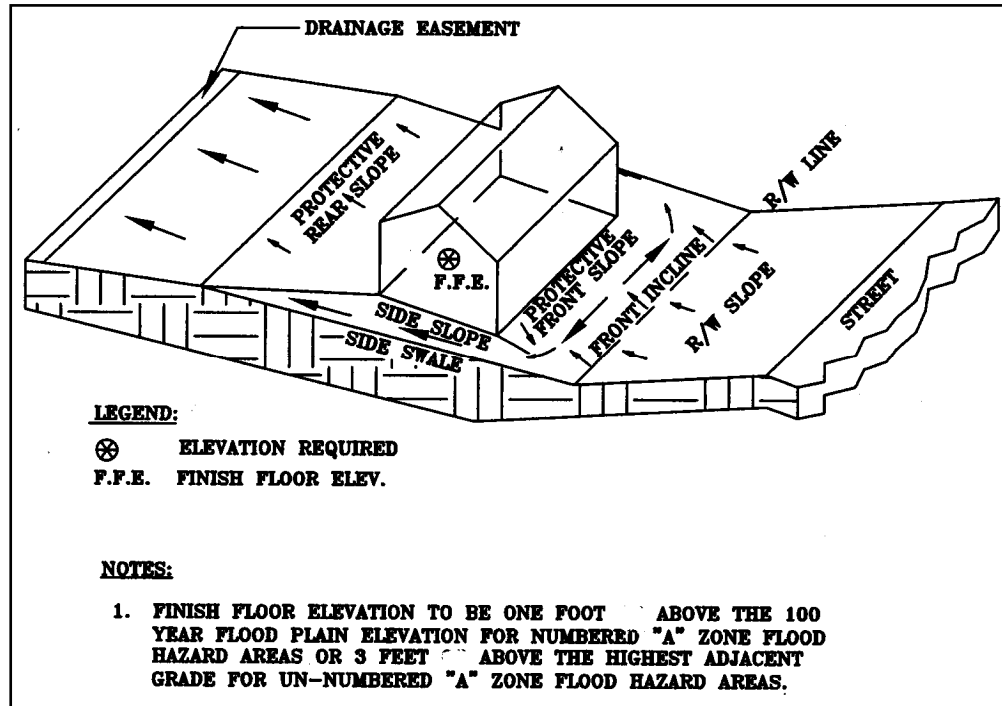 DRAINAGE EASEMENT
R/W LINE
PROTECTIVE
REAR SLOPE
F.F.E.
PROTECTIVE
FRONT SLOPE
FRONT INCLINE
R/W SLOPE
STREET
SIDE SLOPE
SIDE SWALE
LEGEND:
ELEVATION REQUIRED
F.F.E. FINISH FLOOR ELEV.
NOTES:
1. FINISH FLOOR ELEVATION TO BE ONE FOOT ABOVE THE 100
YEAR FLOOD PLAIN ELEVATION FOR NUMBERED "A" ZONE FLOOD
HAZARD AREAS OR 3 FEET ABOVE THE HIGHEST ADJACENT
GRADE FOR UN-NUMBERED "A" ZONE FLOOD HAZARD AREAS.